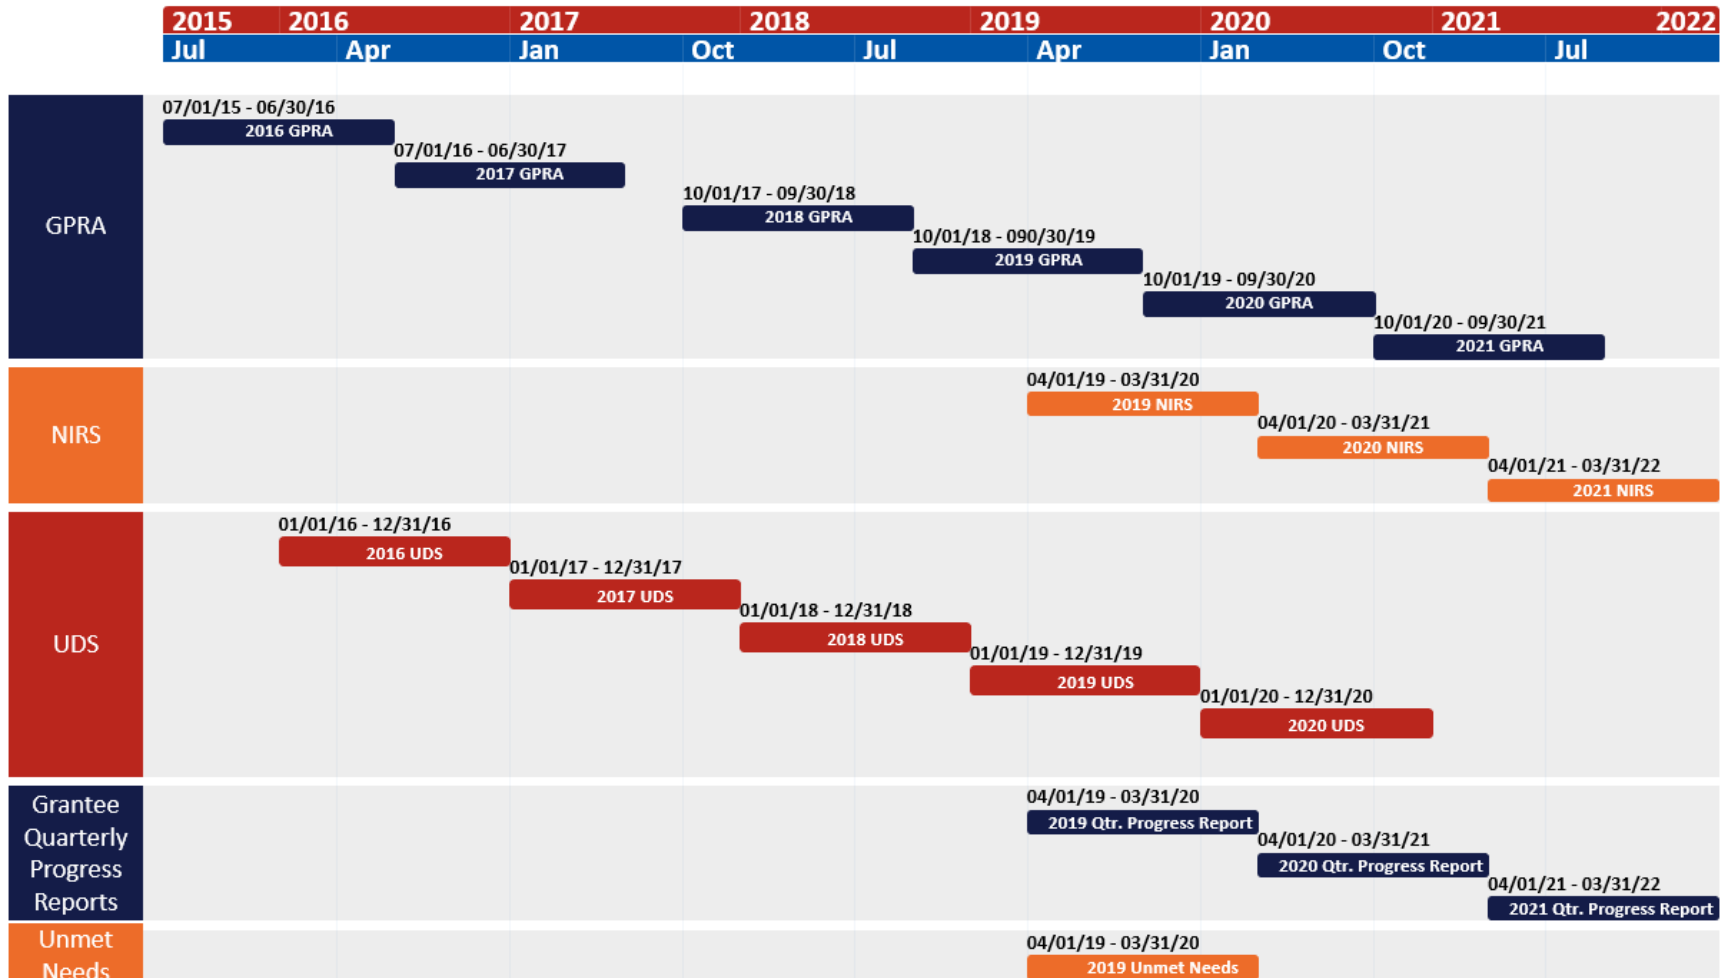 2015 2016 2017 2018 2019 2020 2021 2022
Jul Apr Jan Oct Jul Apr Jan Oct Jul
GPRA
07/01/15 - 06/30/16
2016 GPRA
07/01/16 - 06/30/17
2017 GPRA
10/01/17 - 09/30/18
2018 GPRA
10/01/18 - 090/30/19
2019 GPRA
10/01/19 - 09/30/20
2020 GPRA
10/01/20 - 09/30/21
2021 GPRA
NIRS
04/01/19 - 03/31/20
2019 NIRS
04/01/20 - 03/31/21
2020 NIRS
04/01/21 - 03/31/22
2021 NIRS
UDS
01/01/16 - 12/31/16
2016 UDS
01/01/17 - 12/31/17
2017 UDS
01/01/18 - 12/31/18
2018 UDS
01/01/19 - 12/31/19
2019 UDS
01/01/20 - 12/31/20
2020 UDS
Grantee
Quarterly
Progress
Reports
04/01/19 - 03/31/20
2019 Qtr. Progress Report
04/01/20 - 03/31/21
2020 Qtr. Progress Report
04/01/21 - 03/31/22
2021 Qtr. Progress Report
Unmet
Needs
04/01/19 - 03/31/20
2019 Unmet Needs